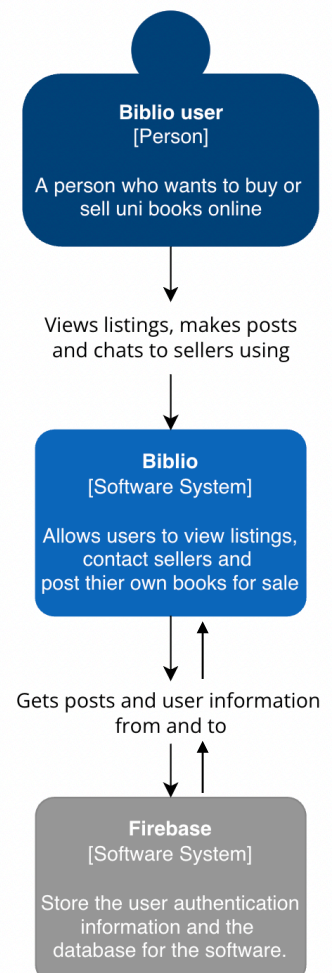 Biblio user
[Person]
A person who wants to buy or
sell uni books online
Views listings, makes posts
and chats to sellers using
Biblio
[Software System]
Allows users to view listings,
contact sellers and
post thier own books for sale
Gets posts and user information
from and to
Firebase
[Software System]
Store the user authentication
information and the
database for the software.